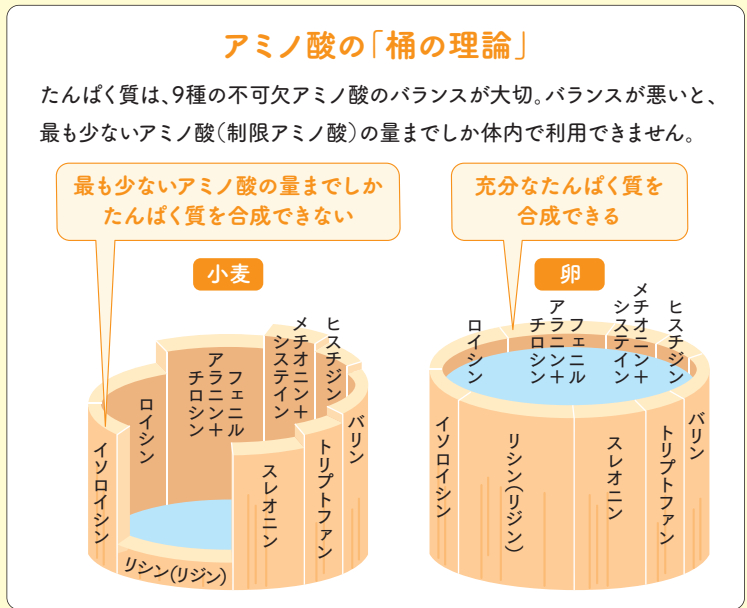 アミノ酸の「桶の理論」
たんぱく質は、9種の不可欠アミノ酸のバランスが大切。バランスが悪いと、
最も少ないアミノ酸(制限アミノ酸)の量までしか体内で利用できません。
最も少ないアミノ酸の量までしか
たんぱく質を合成できない
小麦
イソロイシン
ロイシン
フェニル
アラニン+
チロシン
メチオニン+
システイン
ヒスチジン
バリン
トリプトファン
スレオニン
リシン(リジン)
充分なたんぱく質を
合成できる
卵
ロイシン
フェニル
アラニン+
チロシン
メチオニン+
システイン
ヒスチジン
イソロイシン
リシン(リジン)
スレオニン
トリプトファン
バリン